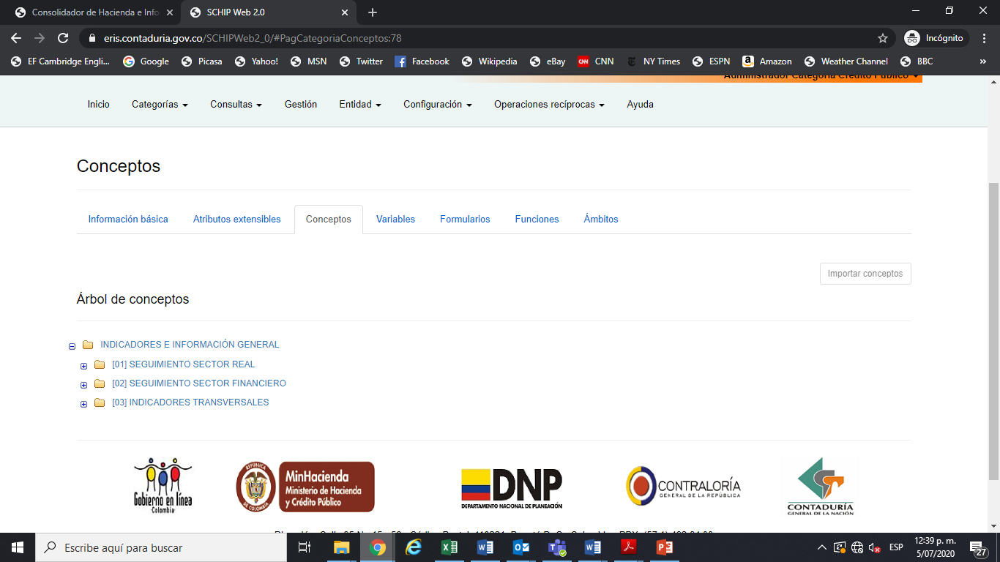 Consolidador de Hacienda e Info
SCHIP Web 2.0
eris.contaduria.gov.co/SCHIPWeb2_0/#PagCategoriaConceptos:78
Incógnito
EF Cambridge Engli... Google Picasa Yahoo! MSN Twitter Facebook Wikipedia eBay CNN NY Times ESPN Amazon Weather Channel BBC »
Administrador Categoría Crédito Público
Inicio Categorías Consultas Gestión Entidad Configuración Operaciones recíprocas Ayuda
Conceptos
Información básica Atributos extensibles Conceptos Variables Formularios Funciones Ámbitos
Importar conceptos
Árbol de conceptos
INDICADORES E INFORMACIÓN GENERAL
[01] SEGUIMIENTO SECTOR REAL
[02] SEGUIMIENTO SECTOR FINANCIERO
[03] INDICADORES TRANSVERSALES
Gobierno en línea
·Colombia·
REPÚBLICA
DE COLOMBIA
MinHacienda
Ministerio de Hacienda
y Crédito Público
DNP
DEPARTAMENTO NACIONAL DE PLANEACIÓN
CONTRALORÍA
GENERAL DE LA REPÚBLICA
CONTADURÍA
GENERAL DE LA NACIÓN
Escribe aquí para buscar
ESP
12:39 p. m.
5/07/2020
27